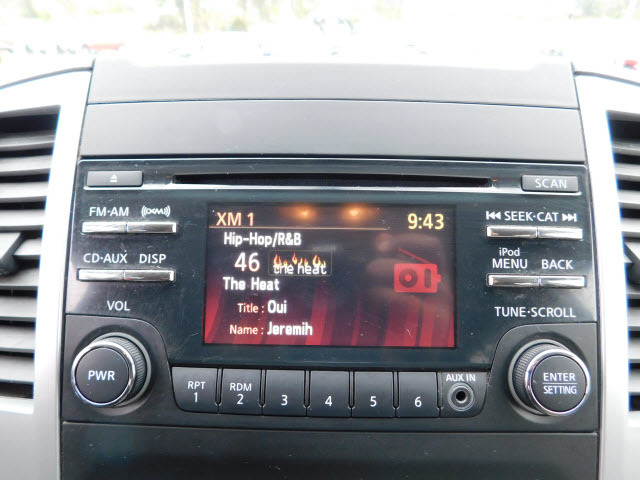 SCAN
FM·AM
(XM)
SEEK·CAT
CD·AUX
DISP
iPod
MENU
BACK
VOL
TUNE·SCROLL
XM 1
9:43
Hip-Hop/R&B
46
the heat
The Heat
Title : Oui
Name : Jeremih
PWR
RPT
1
RDM
2
3
4
5
6
AUX IN
ENTER
SETTING